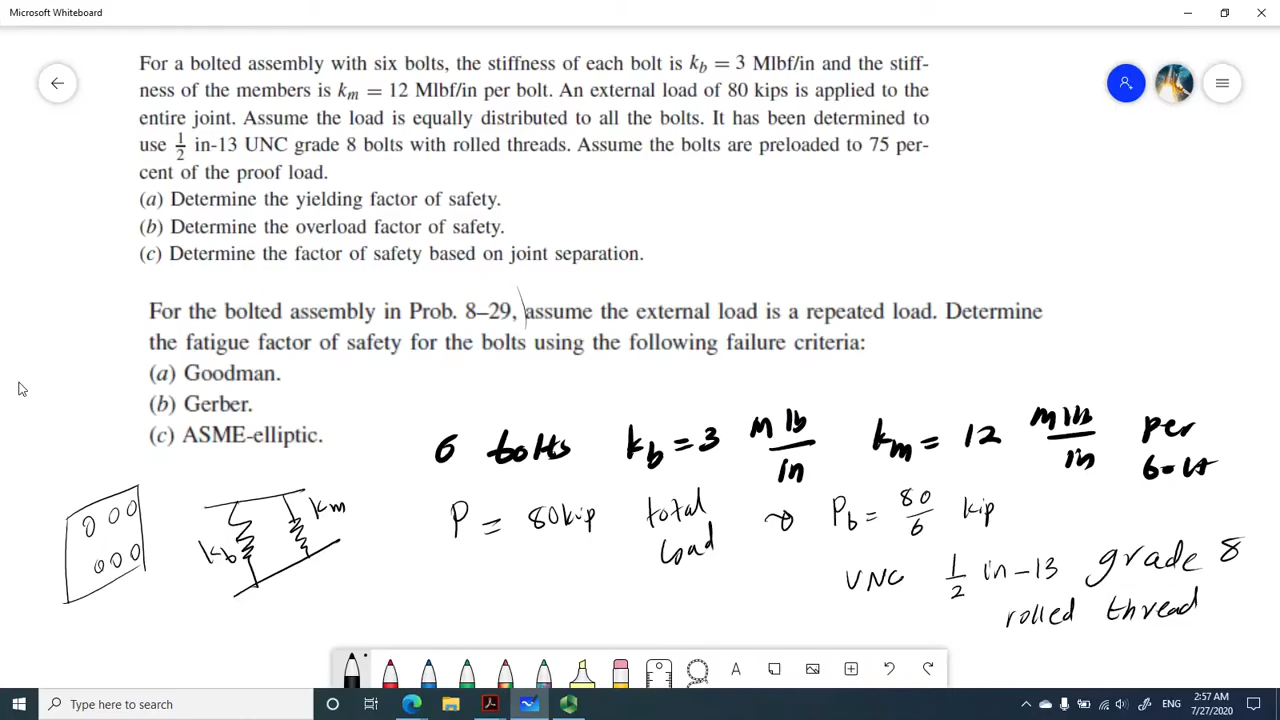 Microsoft Whiteboard
For a bolted assembly with six bolts, the stiffness of each bolt is k_b = 3 Mlbf/in and the stiff-
ness of the members is k_m = 12 Mlbf/in per bolt. An external load of 80 kips is applied to the
entire joint. Assume the load is equally distributed to all the bolts. It has been determined to
use 1/2 in-13 UNC grade 8 bolts with rolled threads. Assume the bolts are preloaded to 75 per-
cent of the proof load.
(a) Determine the yielding factor of safety.
(b) Determine the overload factor of safety.
(c) Determine the factor of safety based on joint separation.
For the bolted assembly in Prob. 8–29, assume the external load is a repeated load. Determine
the fatigue factor of safety for the bolts using the following failure criteria:
(a) Goodman.
(b) Gerber.
(c) ASME-elliptic.
6 bolts k_b = 3 Mlb/in k_m = 12 Mlb/in per bolt
k_b k_m
P = 80kip total load → P_b = 80/6 kip
UNC 1/2 in-13 grade 8
rolled thread
A
Type here to search
ENG
2:57 AM
7/27/2020